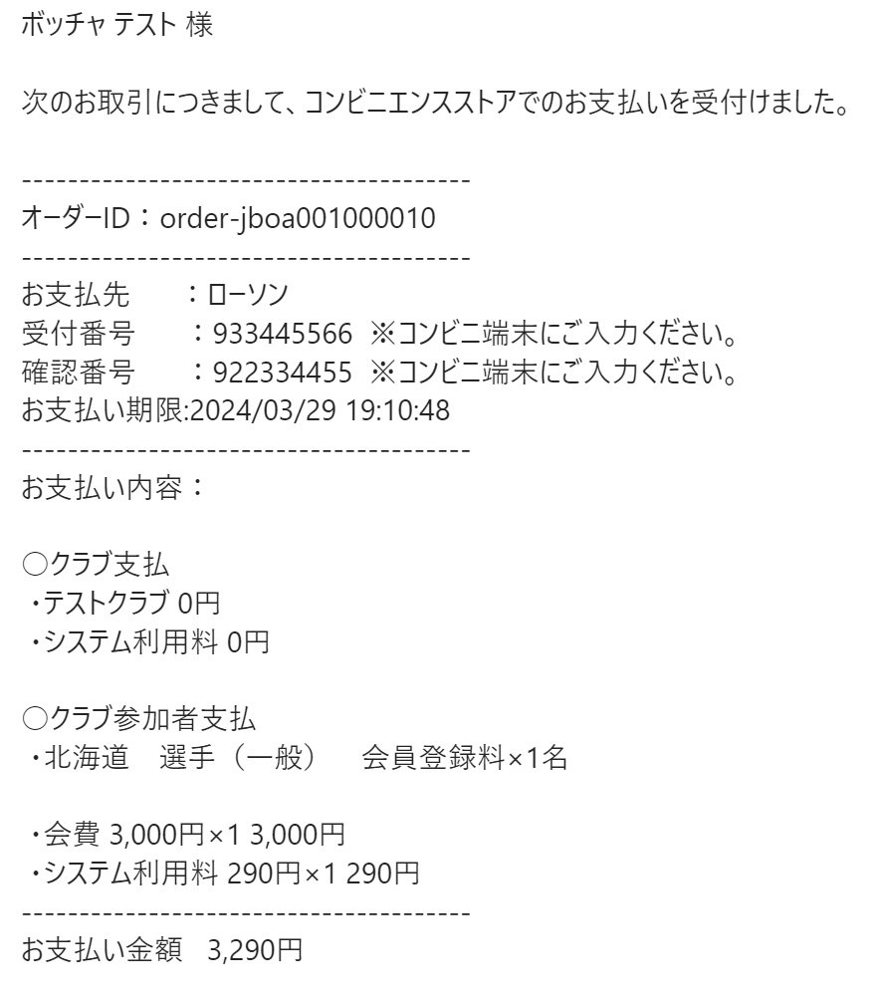 ボッチャ テスト 様
次のお取引につきまして、コンビニエンスストアでのお支払いを受付けました。
---------------------------------------
オーダーID： order-jboa001000010
---------------------------------------
お支払先　　：ローソン
受付番号　　：933445566 ※コンビニ端末にご入力ください。
確認番号　　：922334455 ※コンビニ端末にご入力ください。
お支払い期限:2024/03/29 19:10:48
---------------------------------------
お支払い内容：
○クラブ支払
・テストクラブ 0円
・システム利用料 0円
○クラブ参加者支払
・北海道　選手（一般）　会員登録料×1名
・会費 3,000円×1 3,000円
・システム利用料 290円×1 290円
---------------------------------------
お支払い金額　3,290円